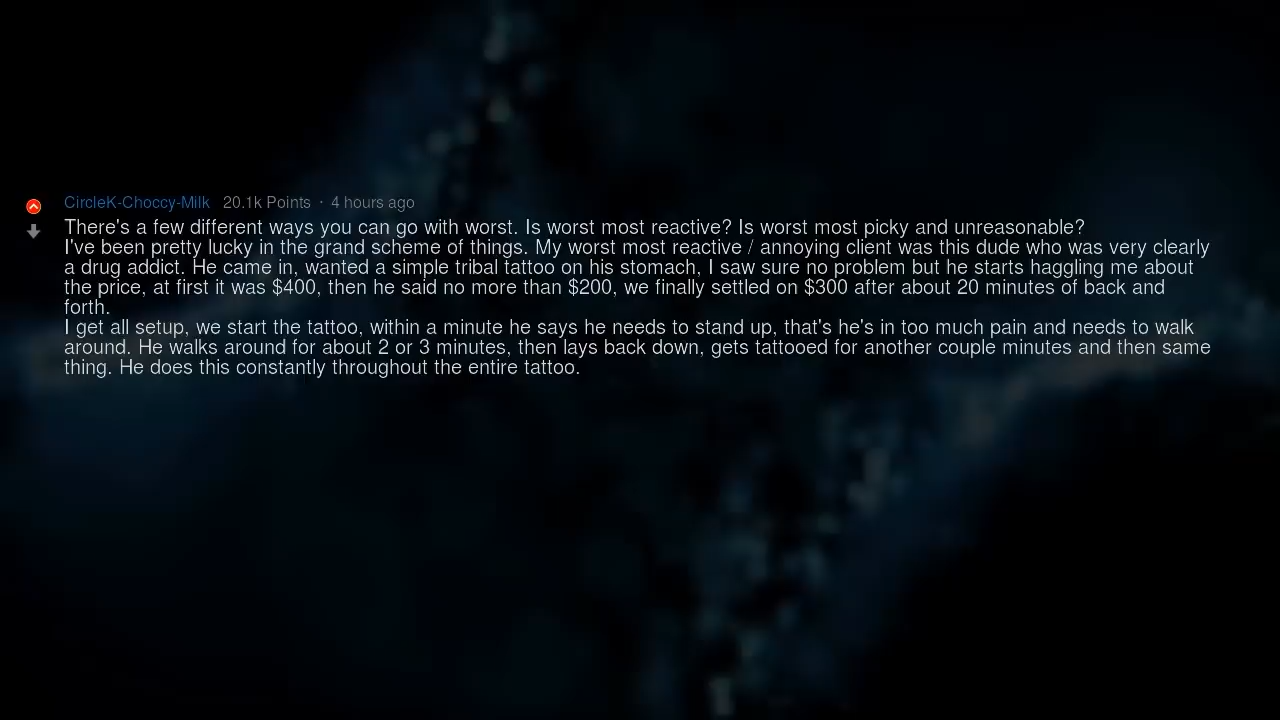 CircleK-Choccy-Milk 20.1k Points · 4 hours ago
There's a few different ways you can go with worst. Is worst most reactive? Is worst most picky and unreasonable?
I've been pretty lucky in the grand scheme of things. My worst most reactive / annoying client was this dude who was very clearly
a drug addict. He came in, wanted a simple tribal tattoo on his stomach, I saw sure no problem but he starts haggling me about
the price, at first it was $400, then he said no more than $200, we finally settled on $300 after about 20 minutes of back and
forth.
I get all setup, we start the tattoo, within a minute he says he needs to stand up, that's he's in too much pain and needs to walk
around. He walks around for about 2 or 3 minutes, then lays back down, gets tattooed for another couple minutes and then same
thing. He does this constantly throughout the entire tattoo.